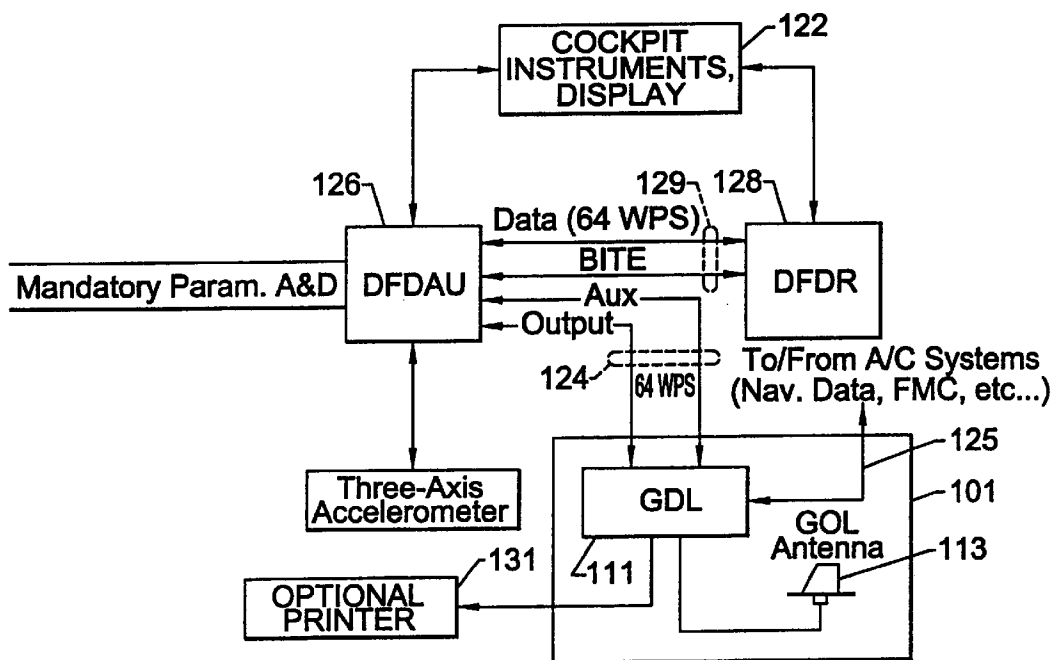 122
COCKPIT
INSTRUMENTS,
DISPLAY
126
129
128
Data (64 WPS)
BITE
Mandatory Param. A&D
DFDAU
DFDR
Aux
Output
124
64 WPS
To/From A/C Systems
(Nav. Data, FMC, etc...)
125
101
Three-Axis
Accelerometer
GDL
GOL
Antenna
113
131
111
OPTIONAL
PRINTER